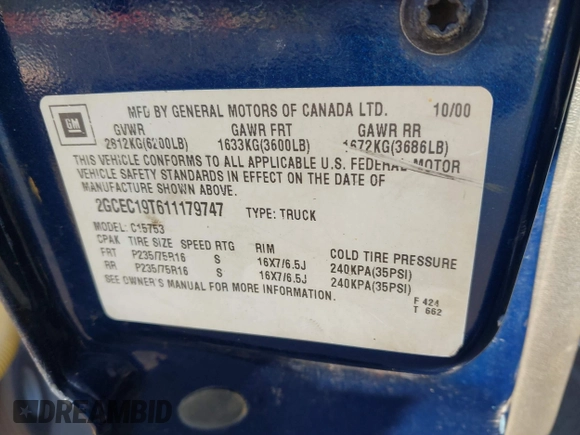 GM
MFD BY GENERAL MOTORS OF CANADA LTD. 10/00
GVWR GAWR FRT GAWR RR
2812KG(6200LB) 1633KG(3600LB) 1672KG(3686LB)
THIS VEHICLE CONFORMS TO ALL APPLICABLE U.S. FEDERAL MOTOR
VEHICLE SAFETY STANDARDS IN EFFECT ON THE DATE OF
MANUFACTURE SHOWN ABOVE.
2GCEC19T611179747 TYPE: TRUCK
MODEL: C15753
CPAK TIRE SIZE SPEED RTG RIM COLD TIRE PRESSURE
FRT P235/75R16 S 16X7/6.5J 240KPA(35PSI)
RR P235/75R16 S 16X7/6.5J 240KPA(35PSI)
SEE OWNER'S MANUAL FOR MORE INFORMATION.
F 424
T 662
DREAMBID